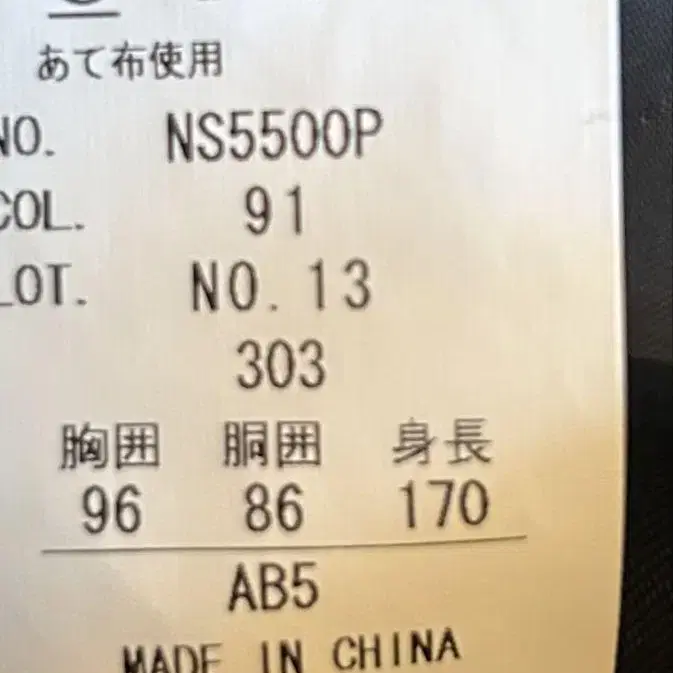 あて布使用
NO. NS5500P
COL. 91
LOT. NO.13
303
胸囲 胴囲 身長
96 86 170
AB5
MADE IN CHINA